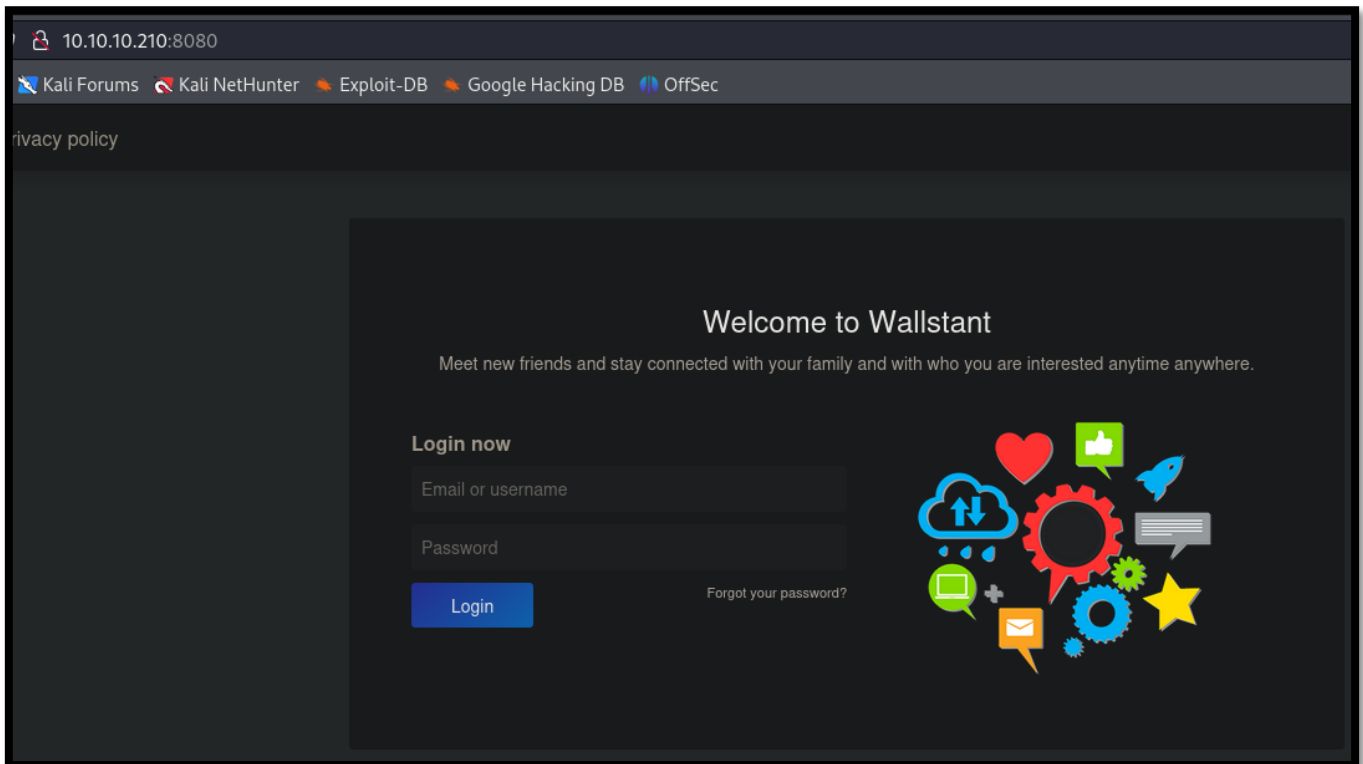 10.10.10.210:8080
Kali Forums Kali NetHunter Exploit-DB Google Hacking DB OffSec
rivacy policy
Welcome to Wallstant
Meet new friends and stay connected with your family and with who you are interested anytime anywhere.
Login now
Email or username
Password
Login Forgot your password?